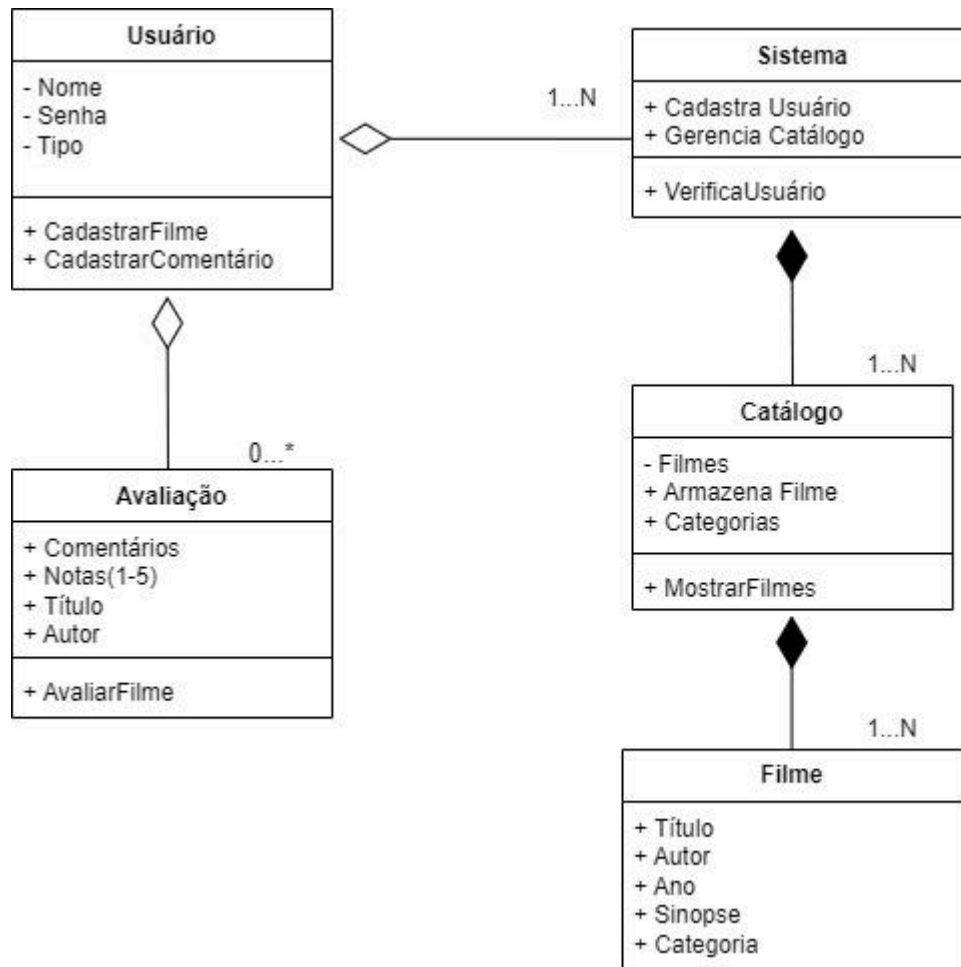 Usuário
- Nome
- Senha
- Tipo
+ CadastrarFilme
+ CadastrarComentário
1...N
Sistema
+ Cadastra Usuário
+ Gerencia Catálogo
+ VerificaUsuário
0...*
Avaliação
+ Comentários
+ Notas(1-5)
+ Título
+ Autor
+ AvaliarFilme
1...N
Catálogo
- Filmes
+ Armazena Filme
+ Categorias
+ MostrarFilmes
1...N
Filme
+ Título
+ Autor
+ Ano
+ Sinopse
+ Categoria